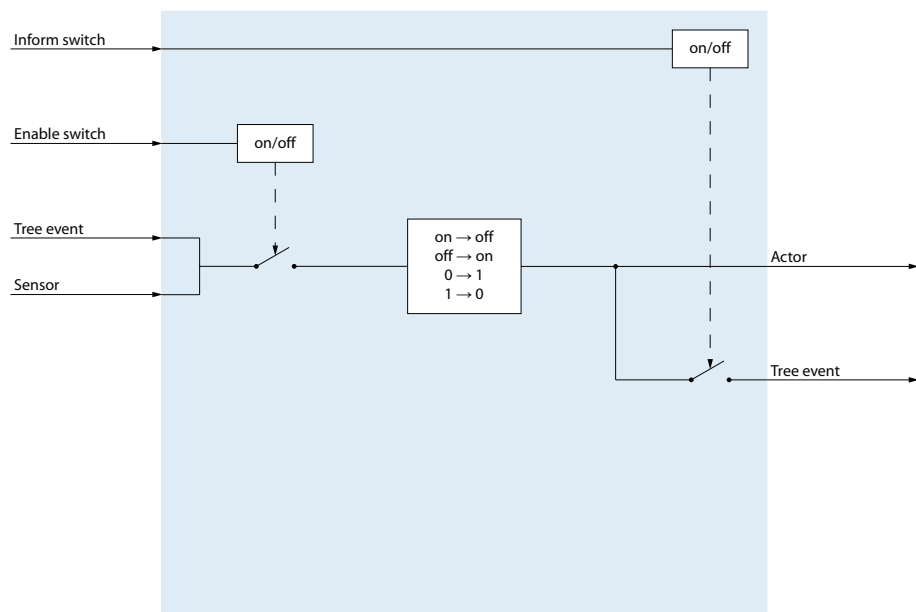 Inform switch
on/off
Enable switch
on/off
Tree event
Sensor
on → off
off → on
0 → 1
1 → 0
Actor
Tree event